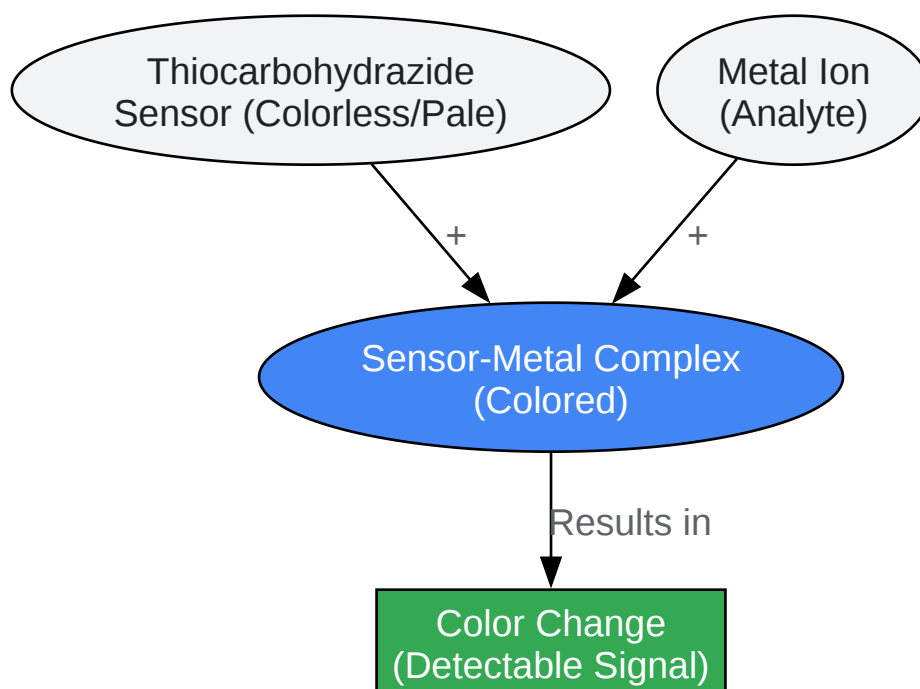 Thiocarbohydrazide
Sensor (Colorless/Pale)
Metal Ion
(Analyte)
+
+
Sensor-Metal Complex
(Colored)
Results in
Color Change
(Detectable Signal)